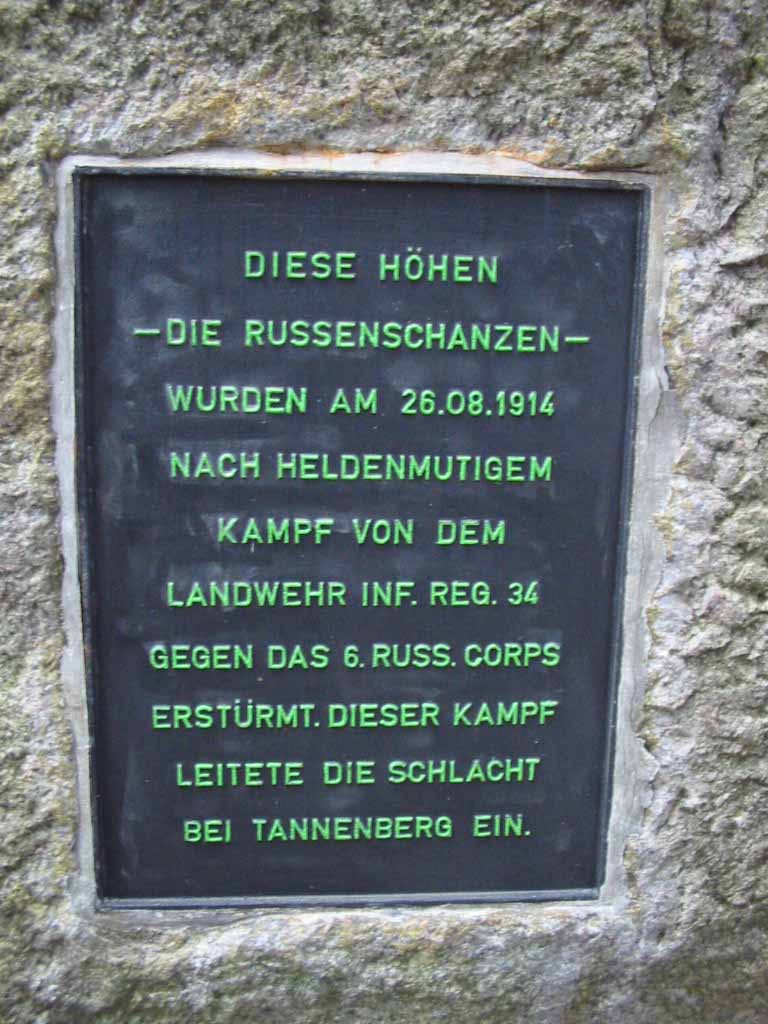 DIESE HÖHEN
—DIE RUSSENSCHANZEN—
WURDEN AM 26.08.1914
NACH HELDENMUTIGEM
KAMPF VON DEM
LANDWEHR INF. REG. 34
GEGEN DAS 6. RUSS. CORPS
ERSTÜRMT. DIESER KAMPF
LEITETE DIE SCHLACHT
BEI TANNENBERG EIN.